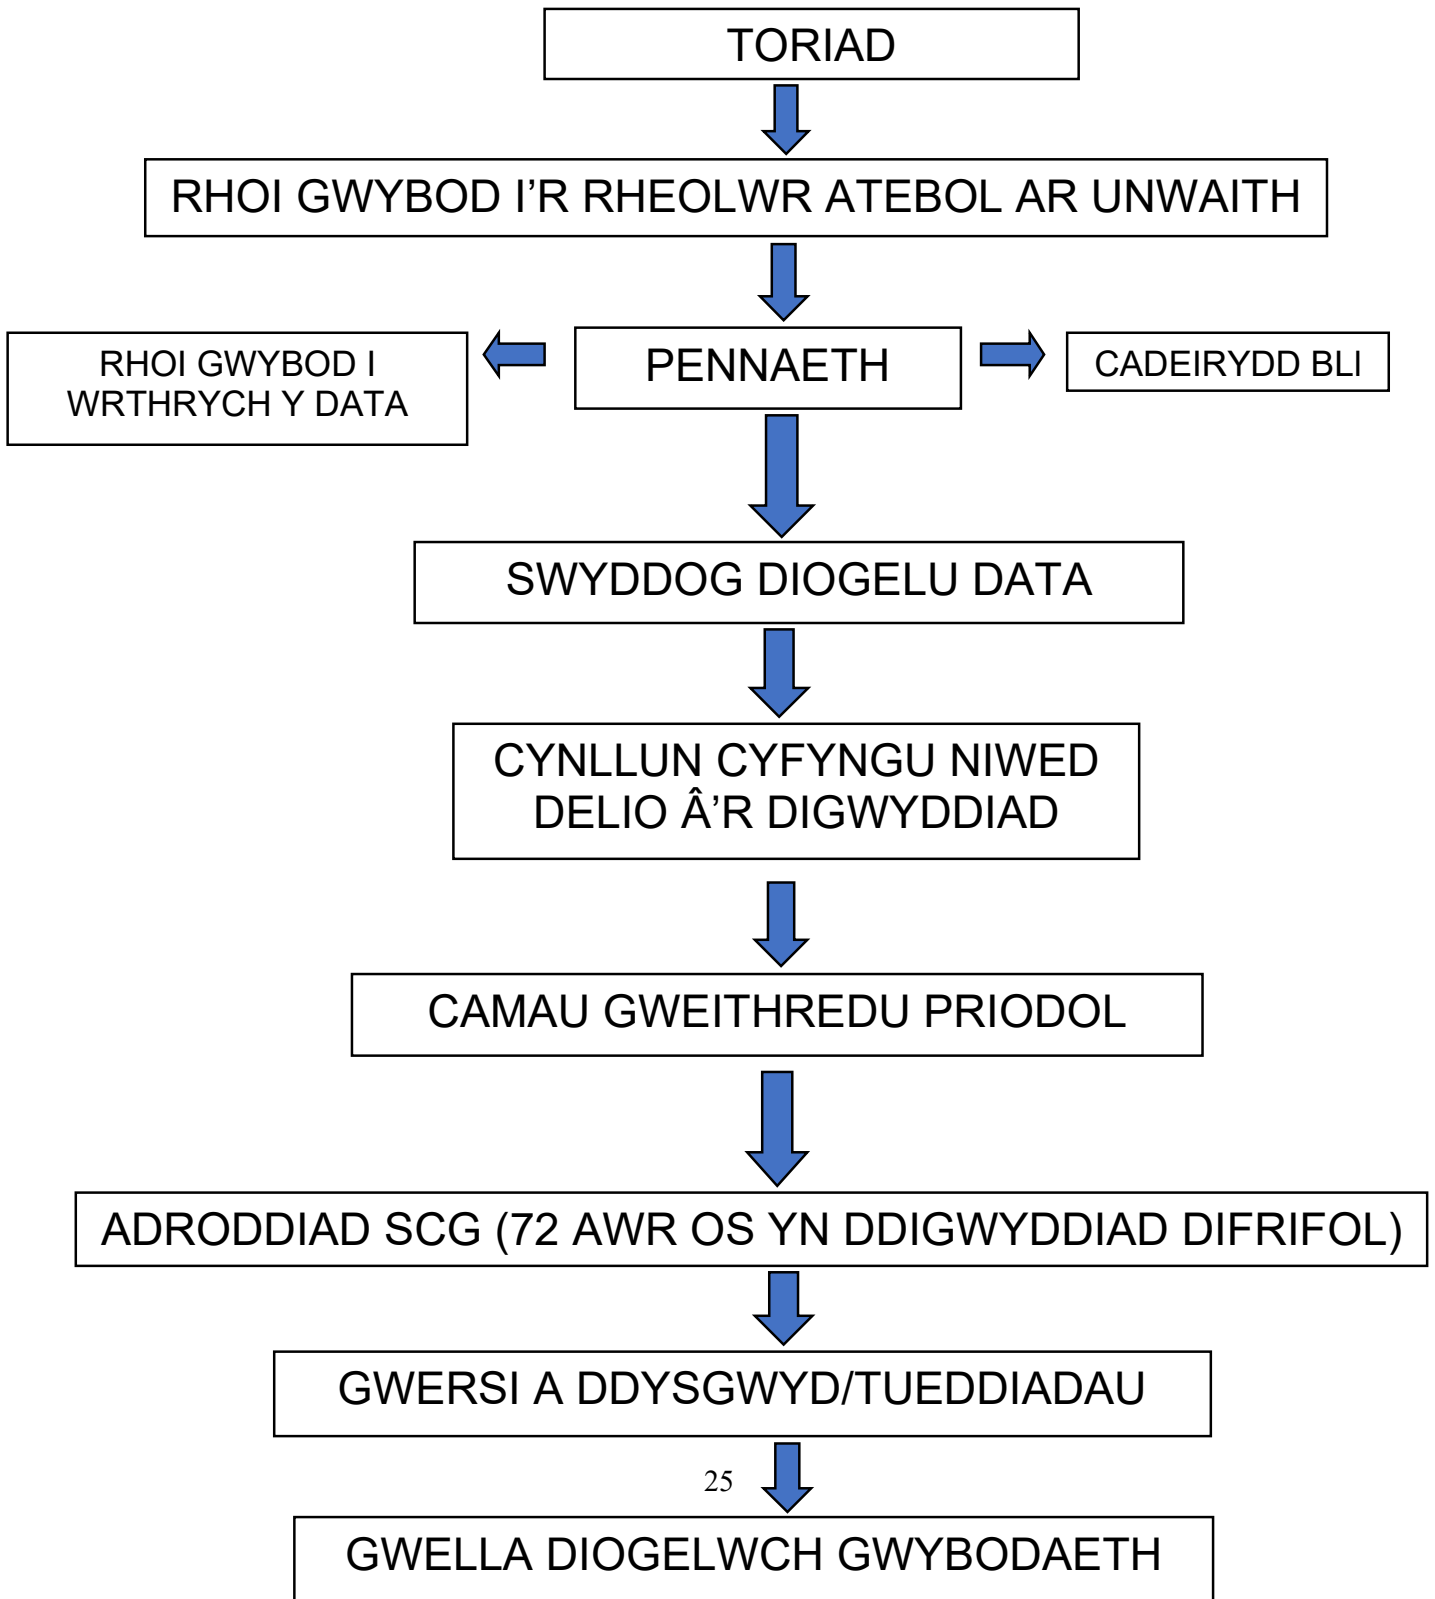 TORIAD
RHOI GWYBOD I’R RHEOLWR ATEBOL AR UNWAITH
RHOI GWYBOD I
WRTHRYCH Y DATA
PENNAETH
CADEIRYDD BLI
SWYDDOG DIOGELU DATA
CYNLLUN CYFYNGU NIWED
DELIO Â’R DIGWYDDIAD
CAMAU GWEITHREDU PRIODOL
ADRODDIAD SCG (72 AWR OS YN DDIGWYDDIAD DIFRIFOL)
GWERSI A DDYSGWYD/TUEDDIADAU
25
GWELLA DIOGELWCH GWYBODAETH